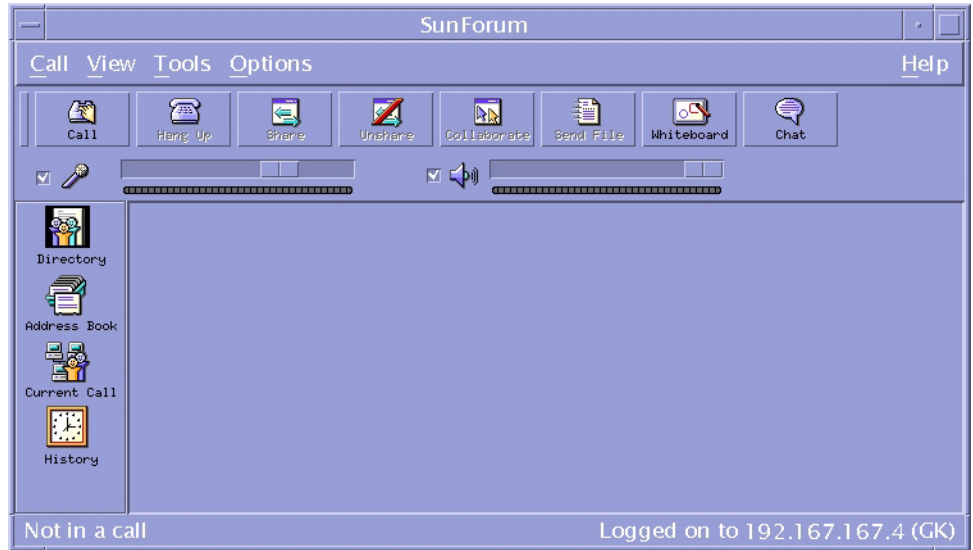 SunForum
Call View Tools Options Help
Call Hang Up Share Unshare Collaborate Send File Whiteboard Chat
Directory
Address Book
Current Call
History
Not in a call Logged on to 192.167.167.4 (GK)